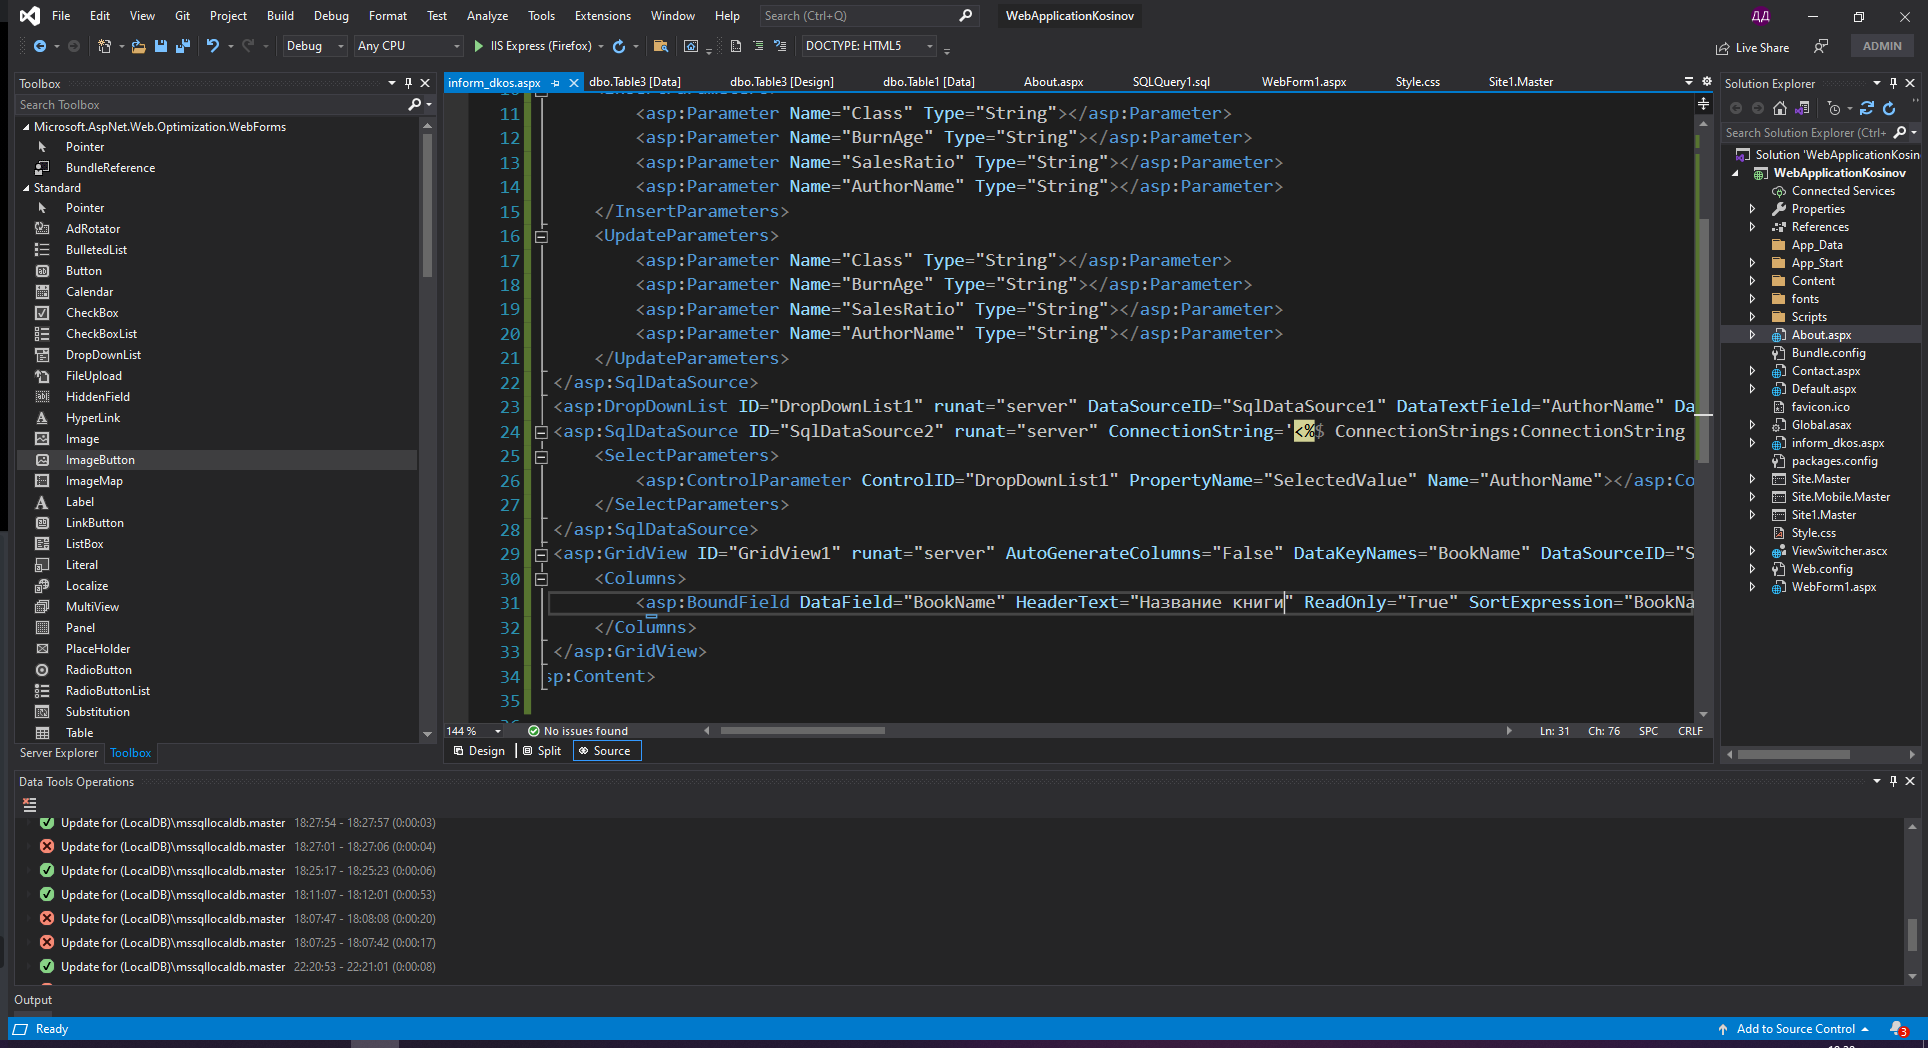 File Edit View Git Project Build Debug Format Test Analyze Tools Extensions Window Help Search (Ctrl+Q) WebApplicationKosinov ДД
Debug Any CPU IIS Express (Firefox) DOCTYPE: HTML5 Live Share ADMIN
Toolbox
Search Toolbox
Microsoft.AspNet.Web.Optimization.WebForms
Pointer
BundleReference
Standard
Pointer
AdRotator
BulletedList
Button
Calendar
CheckBox
CheckBoxList
DropDownList
FileUpload
HiddenField
HyperLink
Image
ImageButton
ImageMap
Label
LinkButton
ListBox
Literal
Localize
MultiView
Panel
PlaceHolder
RadioButton
RadioButtonList
Substitution
Table
Server Explorer Toolbox
inform_dkos.aspx dbo.Table3 [Data] dbo.Table3 [Design] dbo.Table1 [Data] About.aspx SQLQuery1.sql WebForm1.aspx Style.css Site1.Master
11 <asp:Parameter Name="Class" Type="String"></asp:Parameter>
12 <asp:Parameter Name="BurnAge" Type="String"></asp:Parameter>
13 <asp:Parameter Name="SalesRatio" Type="String"></asp:Parameter>
14 <asp:Parameter Name="AuthorName" Type="String"></asp:Parameter>
15 </InsertParameters>
16 <UpdateParameters>
17 <asp:Parameter Name="Class" Type="String"></asp:Parameter>
18 <asp:Parameter Name="BurnAge" Type="String"></asp:Parameter>
19 <asp:Parameter Name="SalesRatio" Type="String"></asp:Parameter>
20 <asp:Parameter Name="AuthorName" Type="String"></asp:Parameter>
21 </UpdateParameters>
22 </asp:SqlDataSource>
23 <asp:DropDownList ID="DropDownList1" runat="server" DataSourceID="SqlDataSource1" DataTextField="AuthorName" Da
24 <asp:SqlDataSource ID="SqlDataSource2" runat="server" ConnectionString='<%$ ConnectionStrings:ConnectionString
25 <SelectParameters>
26 <asp:ControlParameter ControlID="DropDownList1" PropertyName="SelectedValue" Name="AuthorName"></asp:Co
27 </SelectParameters>
28 </asp:SqlDataSource>
29 <asp:GridView ID="GridView1" runat="server" AutoGenerateColumns="False" DataKeyNames="BookName" DataSourceID="S
30 <Columns>
31 <asp:BoundField DataField="BookName" HeaderText="Название книги" ReadOnly="True" SortExpression="BookNa
32 </Columns>
33 </asp:GridView>
34 sp:Content>
35
144 % No issues found Ln: 31 Ch: 76 SPC CRLF
Design Split Source
Solution Explorer
Search Solution Explorer (Ctrl+
Solution 'WebApplicationKosin
WebApplicationKosinov
Connected Services
Properties
References
App_Data
App_Start
Content
fonts
Scripts
About.aspx
Bundle.config
Contact.aspx
Default.aspx
favicon.ico
Global.asax
inform_dkos.aspx
packages.config
Site.Master
Site.Mobile.Master
Site1.Master
Style.css
ViewSwitcher.ascx
Web.config
WebForm1.aspx
Data Tools Operations
Update for (LocalDB)\mssqllocaldb.master 18:27:54 - 18:27:57 (0:00:03)
Update for (LocalDB)\mssqllocaldb.master 18:27:01 - 18:27:06 (0:00:04)
Update for (LocalDB)\mssqllocaldb.master 18:25:17 - 18:25:23 (0:00:06)
Update for (LocalDB)\mssqllocaldb.master 18:11:07 - 18:12:01 (0:00:53)
Update for (LocalDB)\mssqllocaldb.master 18:07:47 - 18:08:08 (0:00:20)
Update for (LocalDB)\mssqllocaldb.master 18:07:25 - 18:07:42 (0:00:17)
Update for (LocalDB)\mssqllocaldb.master 22:20:53 - 22:21:01 (0:00:08)
Output
Ready Add to Source Control 3